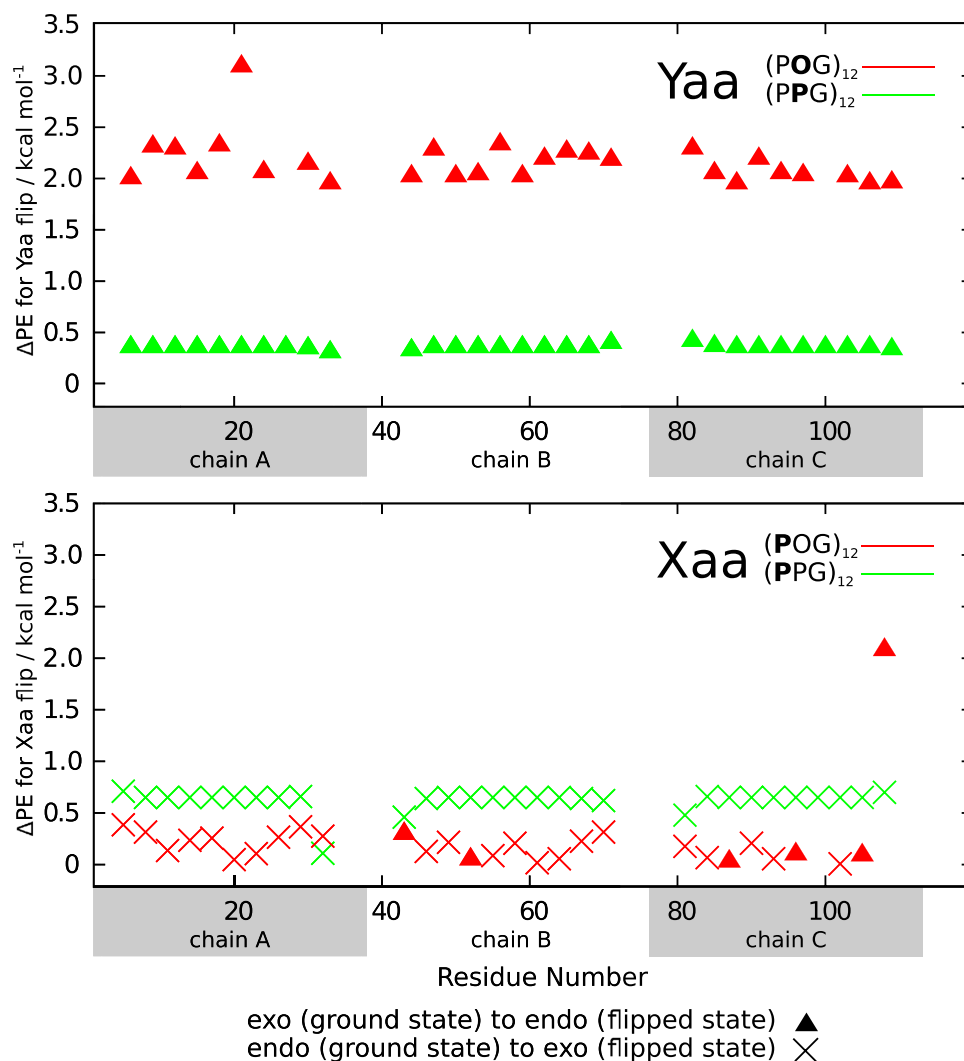 ΔPE for Yaa flip / kcal mol⁻¹
3.5
3.0
2.5
2.0
1.5
1.0
0.5
0
Yaa
(POG)₁₂
(PPG)₁₂
20 40 60 80 100
chain A chain B chain C
ΔPE for Xaa flip / kcal mol⁻¹
3.5
3.0
2.5
2.0
1.5
1.0
0.5
0
Xaa
(POG)₁₂
(PPG)₁₂
20 40 60 80 100
chain A chain B chain C
Residue Number
exo (ground state) to endo (flipped state)
endo (ground state) to exo (flipped state)